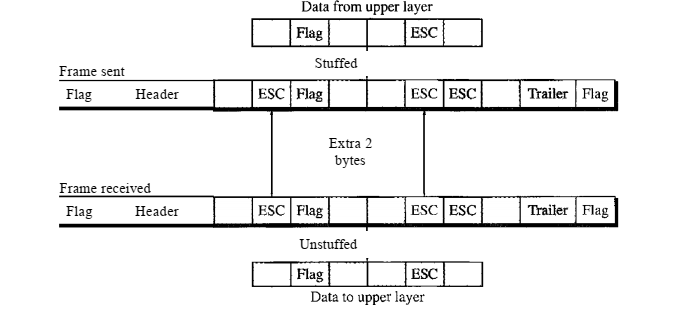 Data from upper layer
Flag ESC
Stuffed
Frame sent
Flag Header ESC Flag ESC ESC Trailer Flag
Extra 2
bytes
Frame received
Flag Header ESC Flag ESC ESC Trailer Flag
Unstuffed
Flag ESC
Data to upper layer